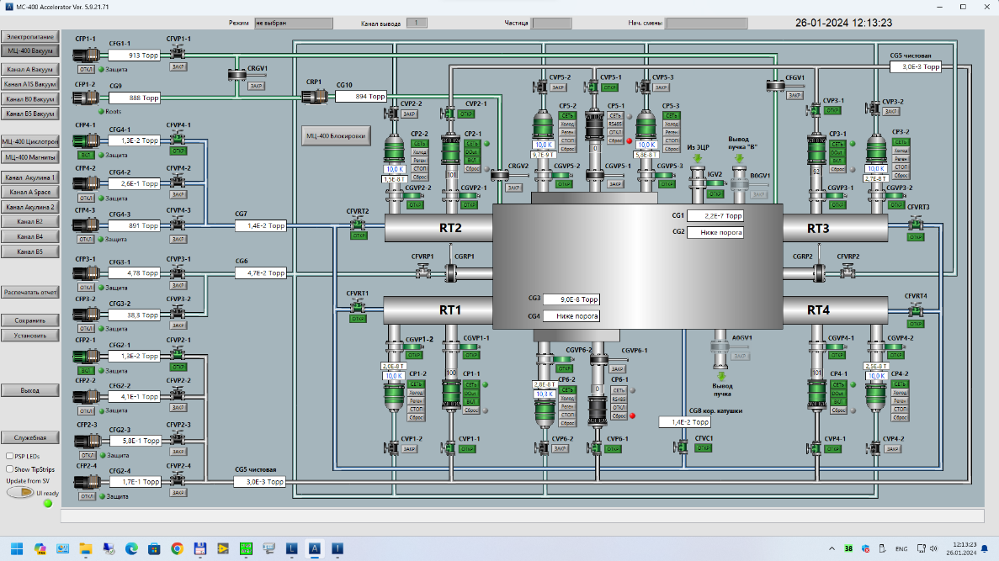 MC-400 Accelerator Ver. 5.9.21.71
Режим не выбран Канал вывода 1 Частица Нач. смены 26-01-2024 12:13:23
Электропитание
МЦ-400 Вакуум
Канал А Вакуум
Канал А1S Вакуум
Канал В0 Вакуум
Канал В5 Вакуум
МЦ-400 Циклотрон
МЦ-400 Магниты
Канал Акулина 1
Канал A Space
Канал Акулина 2
Канал В2
Канал В4
Канал В5
Распечатать отчет
Сохранить
Установить
Выход
Служебная
PSP LEDs
Show TipStrips
Update from SV
UI ready
CFP1-1 CFG1-1 CFVP1-1
913 Торр
ОТКЛ Защита ЗАКР
CFP1-2 CFG9
888 Торр
Roots
CFP4-1 CFG4-1 CFVP4-1
1,3E-2 Торр
ВКЛ Защита ОТКР
CFP4-2 CFG4-2 CFVP4-2
2,6E-1 Торр
ОТКЛ Защита ЗАКР
CFP4-3 CFG4-3 CFVP4-3
891 Торр
ОТКЛ Защита ЗАКР
CFP3-1 CFG3-1 CFVP3-1
4,78 Торр
ОТКЛ Защита ЗАКР
CFP3-2 CFG3-2 CFVP3-2
38,3 Торр
ОТКЛ Защита ЗАКР
CFP2-1 CFG2-1 CFVP2-1
1,3E-2 Торр
ВКЛ Защита ОТКР
CFP2-2 CFG2-2 CFVP2-2
4,1E-1 Торр
ОТКЛ Защита ЗАКР
CFP2-3 CFG2-3 CFVP2-3
5,8E-1 Торр
ОТКЛ Защита ЗАКР
CFP2-4 CFG2-4 CFVP2-4
1,7E-1 Торр
ОТКЛ Защита ЗАКР
CRGV1
ЗАКР
CRP1 CG10
894 Торр
МЦ-400 Блокировки
CG7
1,4E-2 Торр
CG6
4,7E-2 Торр
CG5 чистовая
3,0E-3 Торр
CVP2-2 ЗАКР
CP2-2
СЕТЬ
Холод
Реген
СТОП
Сброс
10,0 K
1,5E-8 T
CGVP2-2
ОТКР
CVP2-1
ОТКР
CP2-1
СЕТЬ
DOut
ВКЛ
Сброс
101
CGVP2-1
ОТКР
CVP5-2
ЗАКР
CP5-2
СЕТЬ
Холод
Реген
СТОП
Сброс
10,0 K
9,7E-9 T
CGVP5-2
ОТКР
CVP5-1
ОТКР
CP5-1
СЕТЬ
RS485
ОТКЛ
Сброс
0
CGVP5-1
ЗАКР
CVP5-3
ЗАКР
CP5-3
СЕТЬ
Холод
Реген
СТОП
Сброс
10,0 K
5,8E-8 T
CGVP5-3
ОТКР
CRGV2
ЗАКР
Из ЭЦР
IGV2
ОТКР
Вывод
пучка "В"
B0GV1
ЗАКР
CFGV1
ЗАКР
CG5 чистовая
3,0E-3 Торр
CVP3-1
ОТКР
CP3-1
СЕТЬ
DOut
ВКЛ
Сброс
92
CGVP3-1
ОТКР
CVP3-2
ЗАКР
CP3-2
СЕТЬ
Холод
Реген
СТОП
Сброс
10,0 K
2,7E-8 T
CGVP3-2
ОТКР
CFVRT2
ОТКР
RT2
CG1 2,2E-7 Торр
CG2 Ниже порога
RT3
CFVRT3
ОТКР
CFVRP1 CGRP1
CGRP2 CFVRP2
CFVRT1
ОТКР
RT1
CG3 9,0E-8 Торр
CG4 Ниже порога
RT4
CFVRT4
ОТКР
CGVP1-2
ОТКР
2,0E-8 T
10,0 K
CP1-2
СЕТЬ
Холод
Реген
СТОП
Сброс
CVP1-2
ЗАКР
CGVP1-1
ОТКР
100
CP1-1
СЕТЬ
DOut
ВКЛ
Сброс
CVP1-1
ОТКР
CGVP6-2
ОТКР
2,8E-8 T
10,3 K
CP6-2
СЕТЬ
Холод
Реген
СТОП
Сброс
CVP6-2
ЗАКР
CGVP6-1
ЗАКР
0
CP6-1
СЕТЬ
RS485
ОТКЛ
Сброс
CVP6-1
ОТКР
A0GV1
ЗАКР
Вывод
пучка
CG8 кор. катушки
1,4E-2 Торр
CFVC1
ОТКР
CGVP4-1
ОТКР
101
CP4-1
СЕТЬ
DOut
ВКЛ
Сброс
CVP4-1
ОТКР
CGVP4-2
ОТКР
2,5E-8 T
10,0 K
CP4-2
СЕТЬ
Холод
Реген
СТОП
Сброс
CVP4-2
ЗАКР
38 ENG 12:13:23
26.01.2024